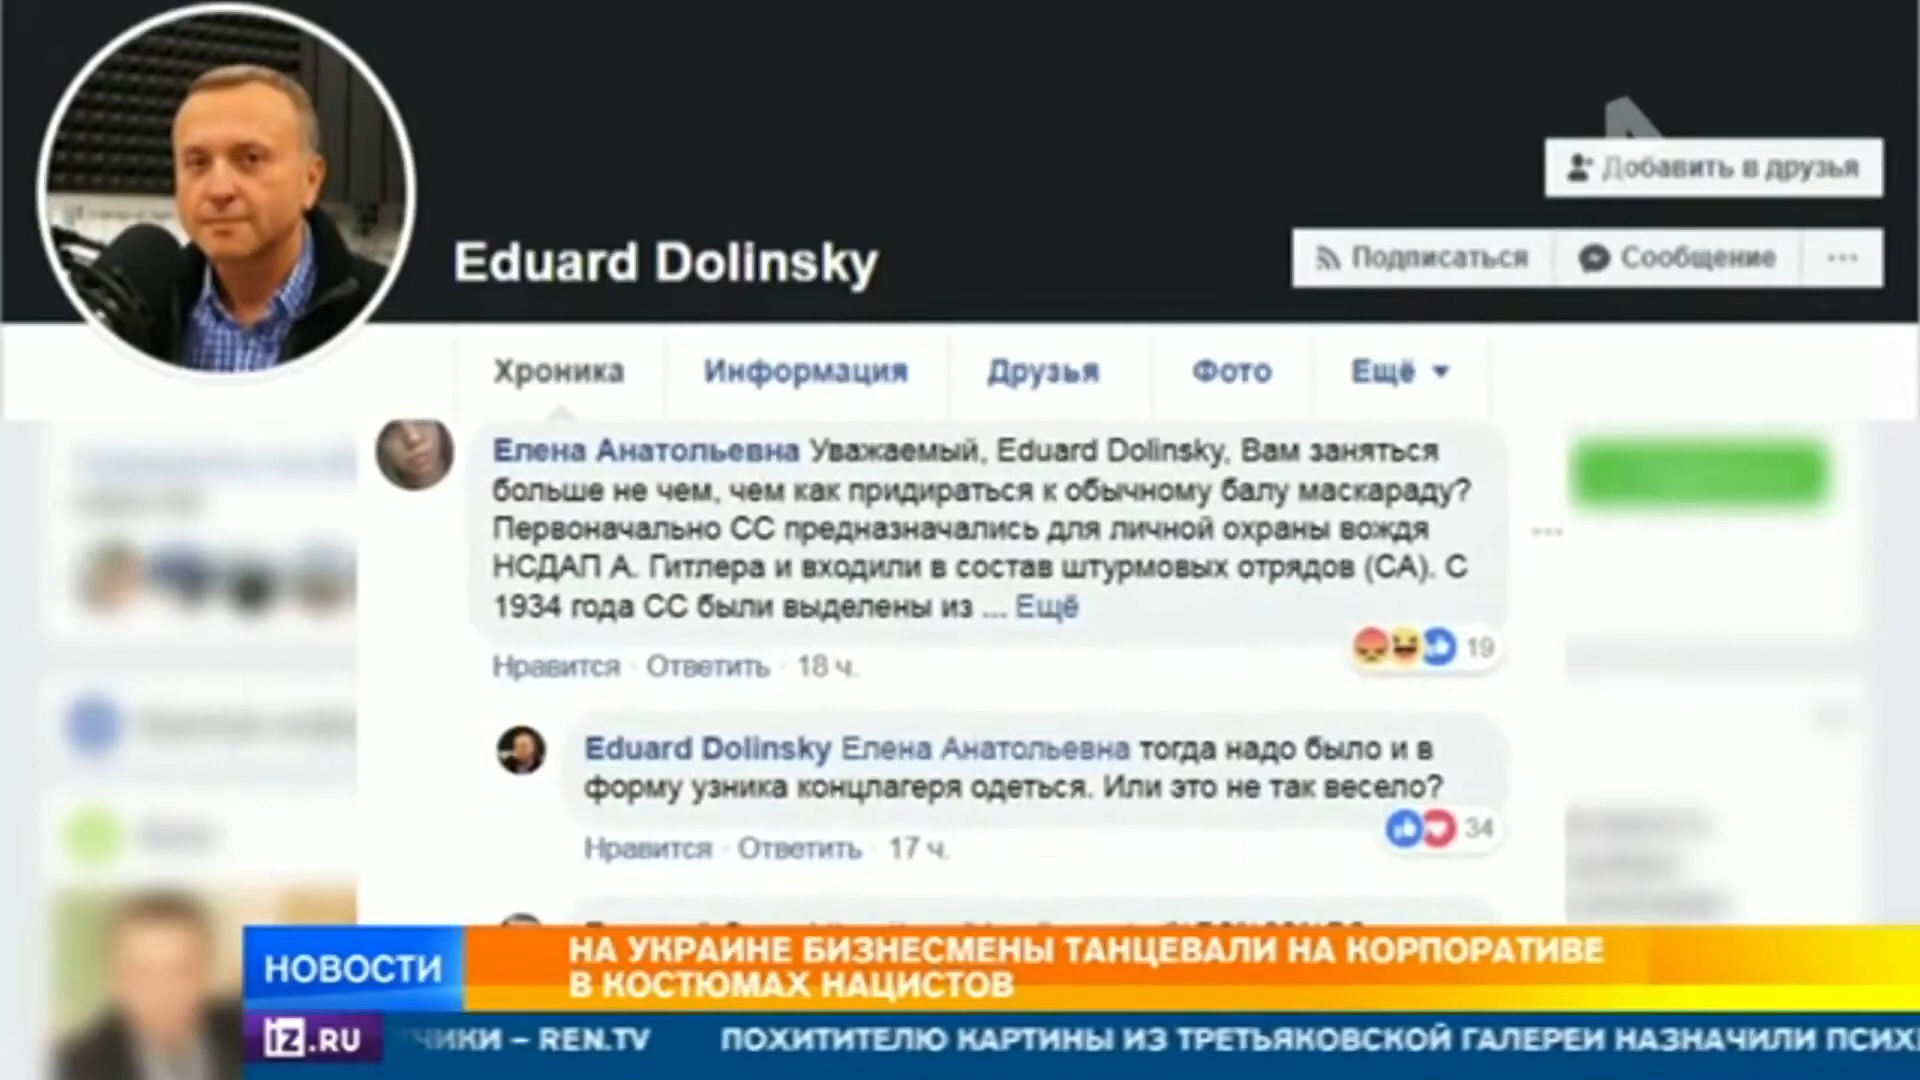 Добавить в друзья
Eduard Dolinsky
Подписаться
Сообщение
Хроника
Информация
Друзья
Фото
Ещё
Елена Анатольевна Уважаемый, Eduard Dolinsky, Вам заняться
больше не чем, чем как придираться к обычному балу маскараду?
Первоначально СС предназначались для личной охраны вождя
НСДАП А. Гитлера и входили в состав штурмовых отрядов (СА). С
1934 года СС были выделены из ... Ещё
19
Нравится · Ответить · 18 ч.
Eduard Dolinsky Елена Анатольевна тогда надо было и в
форму узника концлагеря одеться. Или это не так весело?
34
Нравится · Ответить · 17 ч.
НОВОСТИ
НА УКРАИНЕ БИЗНЕСМЕНЫ ТАНЦЕВАЛИ НА КОРПОРАТИВЕ
В КОСТЮМАХ НАЦИСТОВ
IZ.RU
ЧИКИ – REN.TV
ПОХИТИТЕЛЮ КАРТИНЫ ИЗ ТРЕТЬЯКОВСКОЙ ГАЛЕРЕИ НАЗНАЧИЛИ ПСИХ